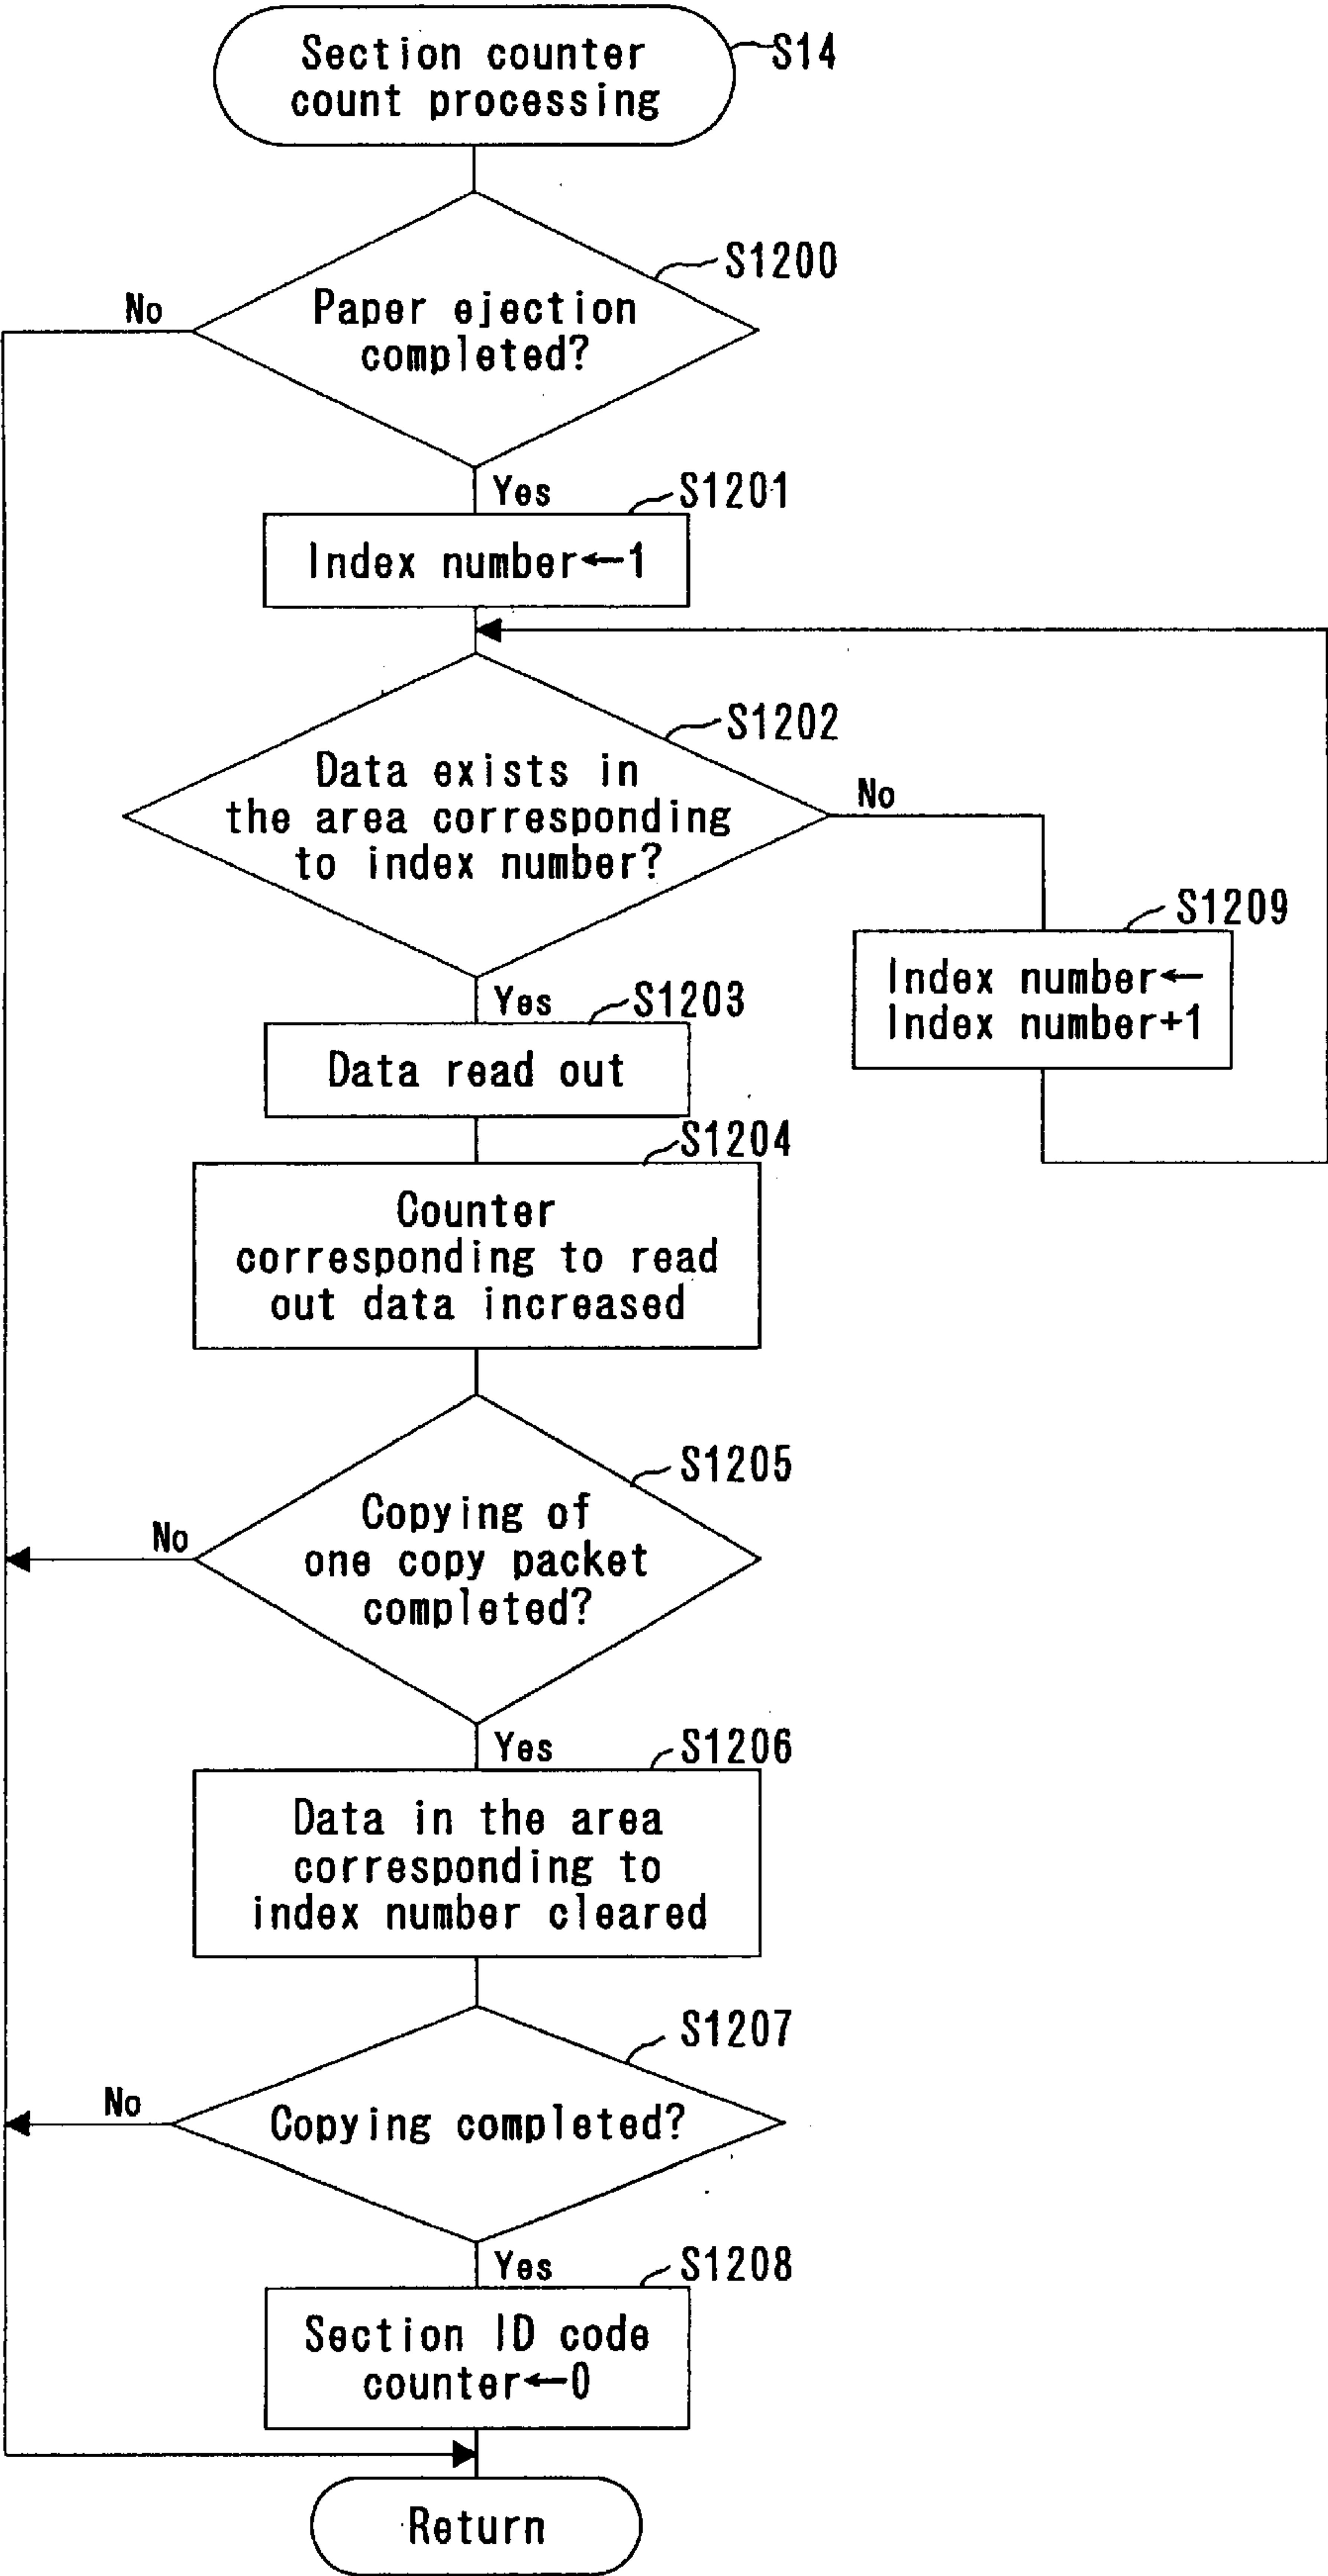 Section counter
count processing
S14
S1200
No
Paper ejection
completed?
Yes
S1201
Index number←1
S1202
Data exists in
the area corresponding
to index number?
No
S1209
Index number←
Index number+1
Yes
S1203
Data read out
S1204
Counter
corresponding to read
out data increased
S1205
Copying of
one copy packet
completed?
No
Yes
S1206
Data in the area
corresponding to
index number cleared
S1207
No
Copying completed?
Yes
S1208
Section ID code
counter←0
Return